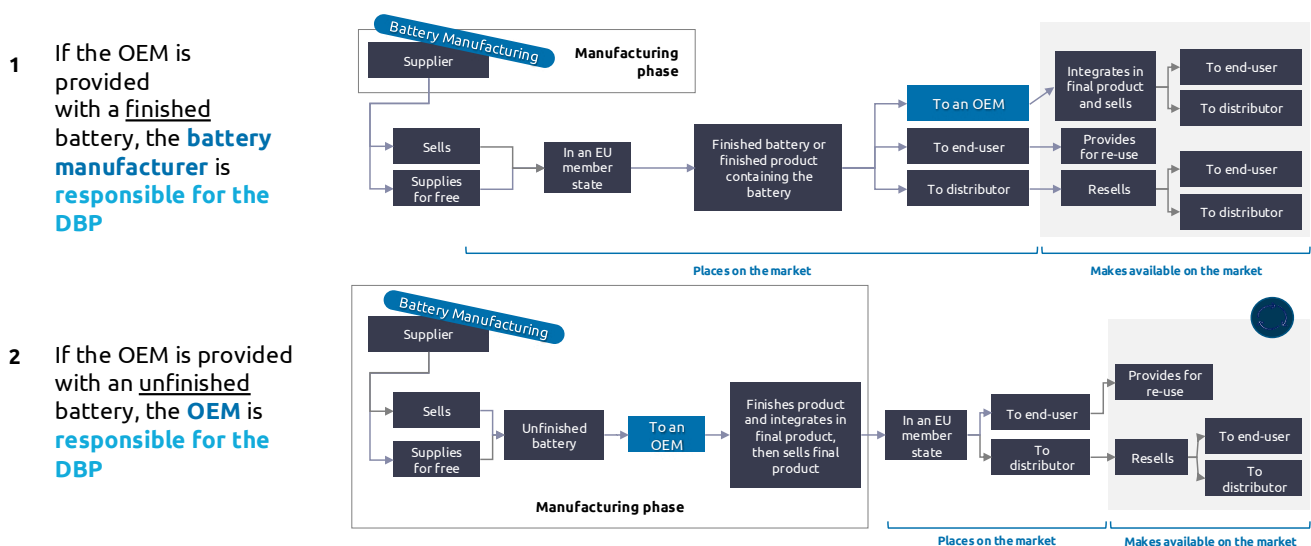 1
If the OEM is
provided
with a finished
battery, the battery
manufacturer is
responsible for the
DBP
Battery Manufacturing
Supplier
Manufacturing
phase
Sells
Supplies
for free
In an EU
member
state
Finished battery or
finished product
containing the
battery
To an OEM
To end-user
To distributor
Integrates in
final product
and sells
To end-user
To distributor
Provides
for re-use
Resells
To end-user
To distributor
Places on the market
Makes available on the market
2
If the OEM is provided
with an unfinished
battery, the OEM is
responsible for the
DBP
Battery Manufacturing
Supplier
Sells
Supplies
for free
Unfinished
battery
To an
OEM
Finishes product
and integrates in
final product,
then sells final
product
Manufacturing phase
In an EU
member
state
To end-user
To
distributor
Provides for
re-use
Resells
To end-user
To
distributor
Places on the market
Makes available on the market